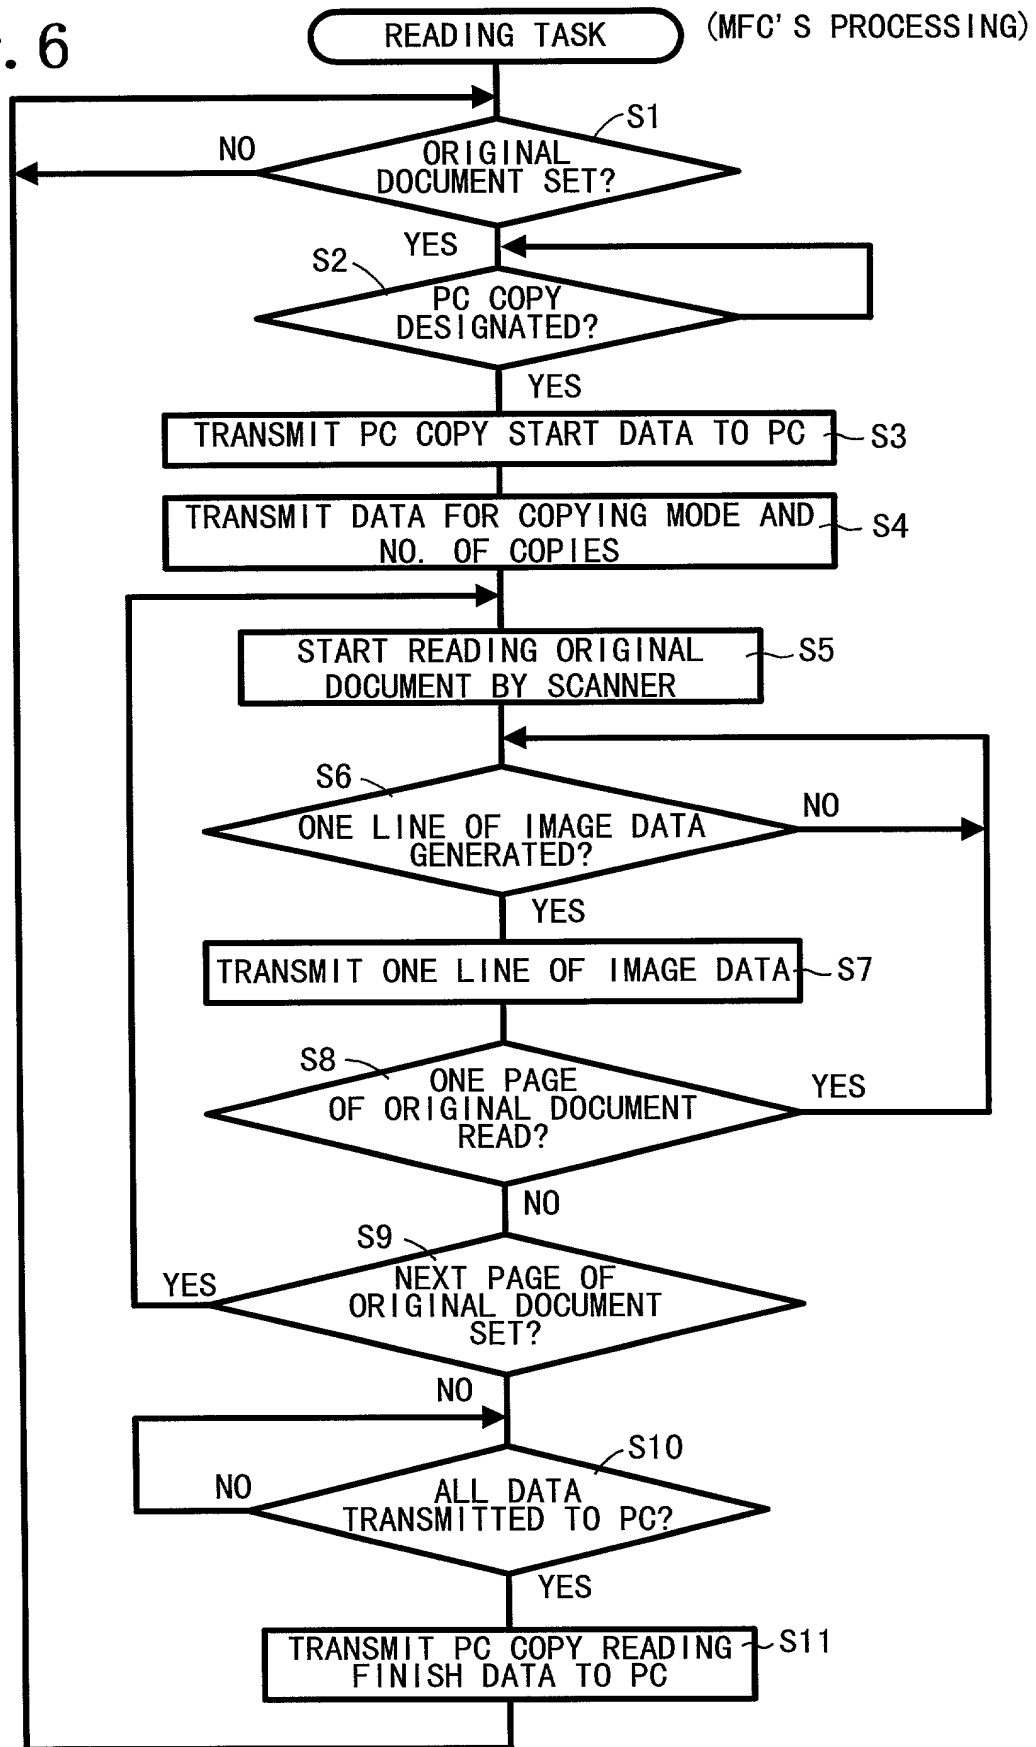 . 6
READING TASK
(MFC'S PROCESSING)
S1
NO
ORIGINAL
DOCUMENT SET?
YES
S2
PC COPY
DESIGNATED?
YES
TRANSMIT PC COPY START DATA TO PC
S3
TRANSMIT DATA FOR COPYING MODE AND
NO. OF COPIES
S4
START READING ORIGINAL
DOCUMENT BY SCANNER
S5
S6
NO
ONE LINE OF IMAGE DATA
GENERATED?
YES
TRANSMIT ONE LINE OF IMAGE DATA
S7
S8
ONE PAGE
OF ORIGINAL DOCUMENT
READ?
YES
NO
S9
YES
NEXT PAGE OF
ORIGINAL DOCUMENT
SET?
NO
S10
NO
ALL DATA
TRANSMITTED TO PC?
YES
TRANSMIT PC COPY READING
FINISH DATA TO PC
S11